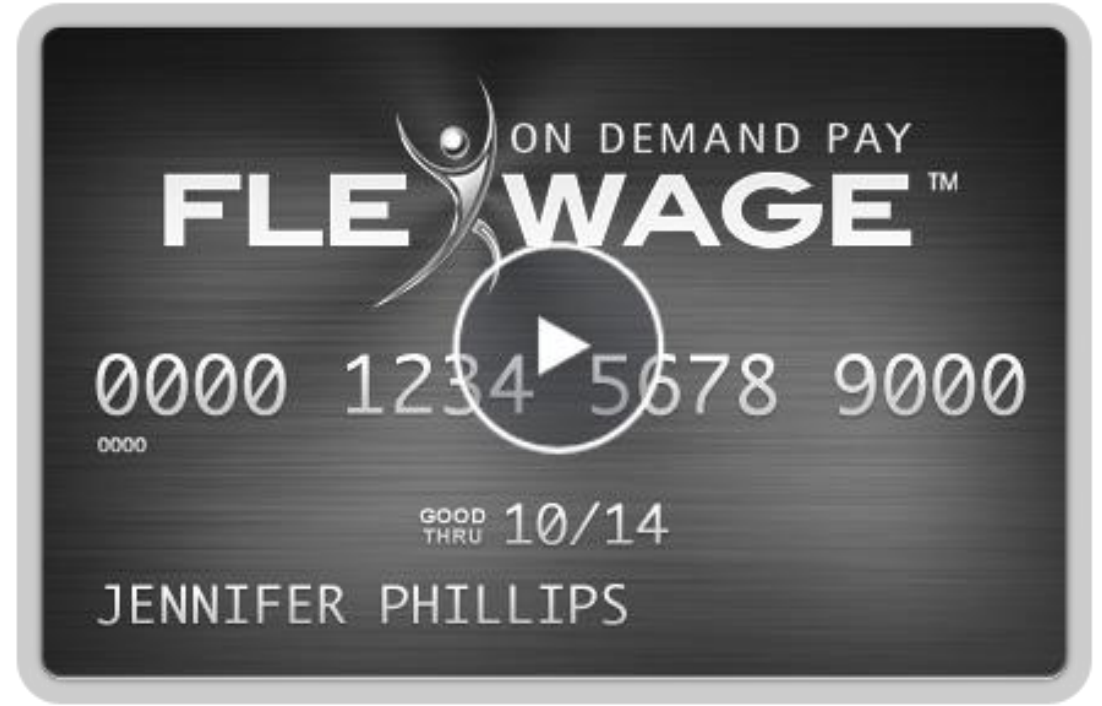 ON DEMAND PAY
FLEXWAGE™
0000 1234 5678 9000
0000
GOOD THRU 10/14
JENNIFER PHILLIPS